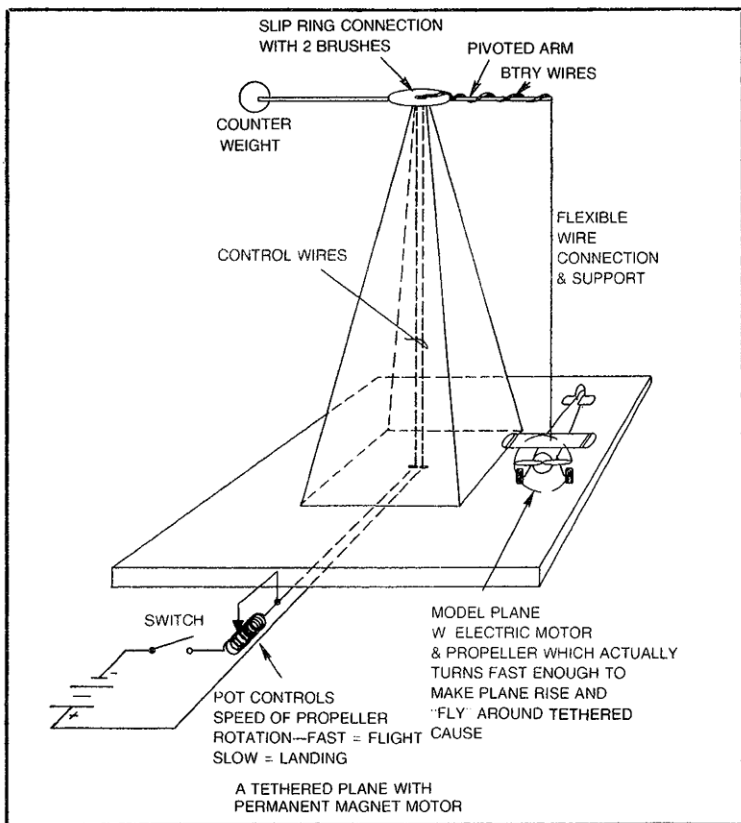 SLIP RING CONNECTION
WITH 2 BRUSHES
PIVOTED ARM
BTRY WIRES
COUNTER
WEIGHT
FLEXIBLE
WIRE
CONNECTION
& SUPPORT
CONTROL WIRES
SWITCH
-
+
MODEL PLANE
W ELECTRIC MOTOR
& PROPELLER WHICH ACTUALLY
TURNS FAST ENOUGH TO
MAKE PLANE RISE AND
"FLY" AROUND TETHERED
CAUSE
POT CONTROLS
SPEED OF PROPELLER
ROTATION—FAST = FLIGHT
SLOW = LANDING
A TETHERED PLANE WITH
PERMANENT MAGNET MOTOR